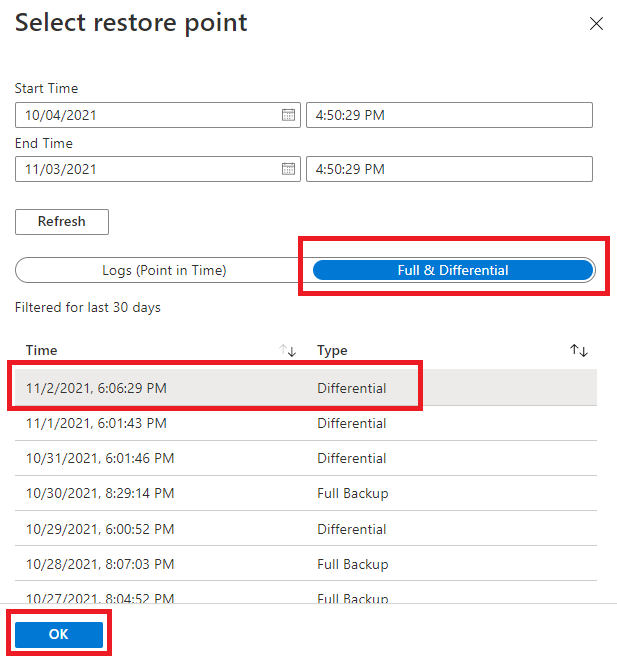 Select restore point
Start Time
10/04/2021 4:50:29 PM
End Time
11/03/2021 4:50:29 PM
Refresh
Logs (Point in Time) Full & Differential
Filtered for last 30 days
Time Type
11/2/2021, 6:06:29 PM Differential
11/1/2021, 6:01:43 PM Differential
10/31/2021, 6:01:46 PM Differential
10/30/2021, 8:29:14 PM Full Backup
10/29/2021, 6:00:52 PM Differential
10/28/2021, 8:07:03 PM Full Backup
10/27/2021, 8:04:52 PM Full Backup
OK